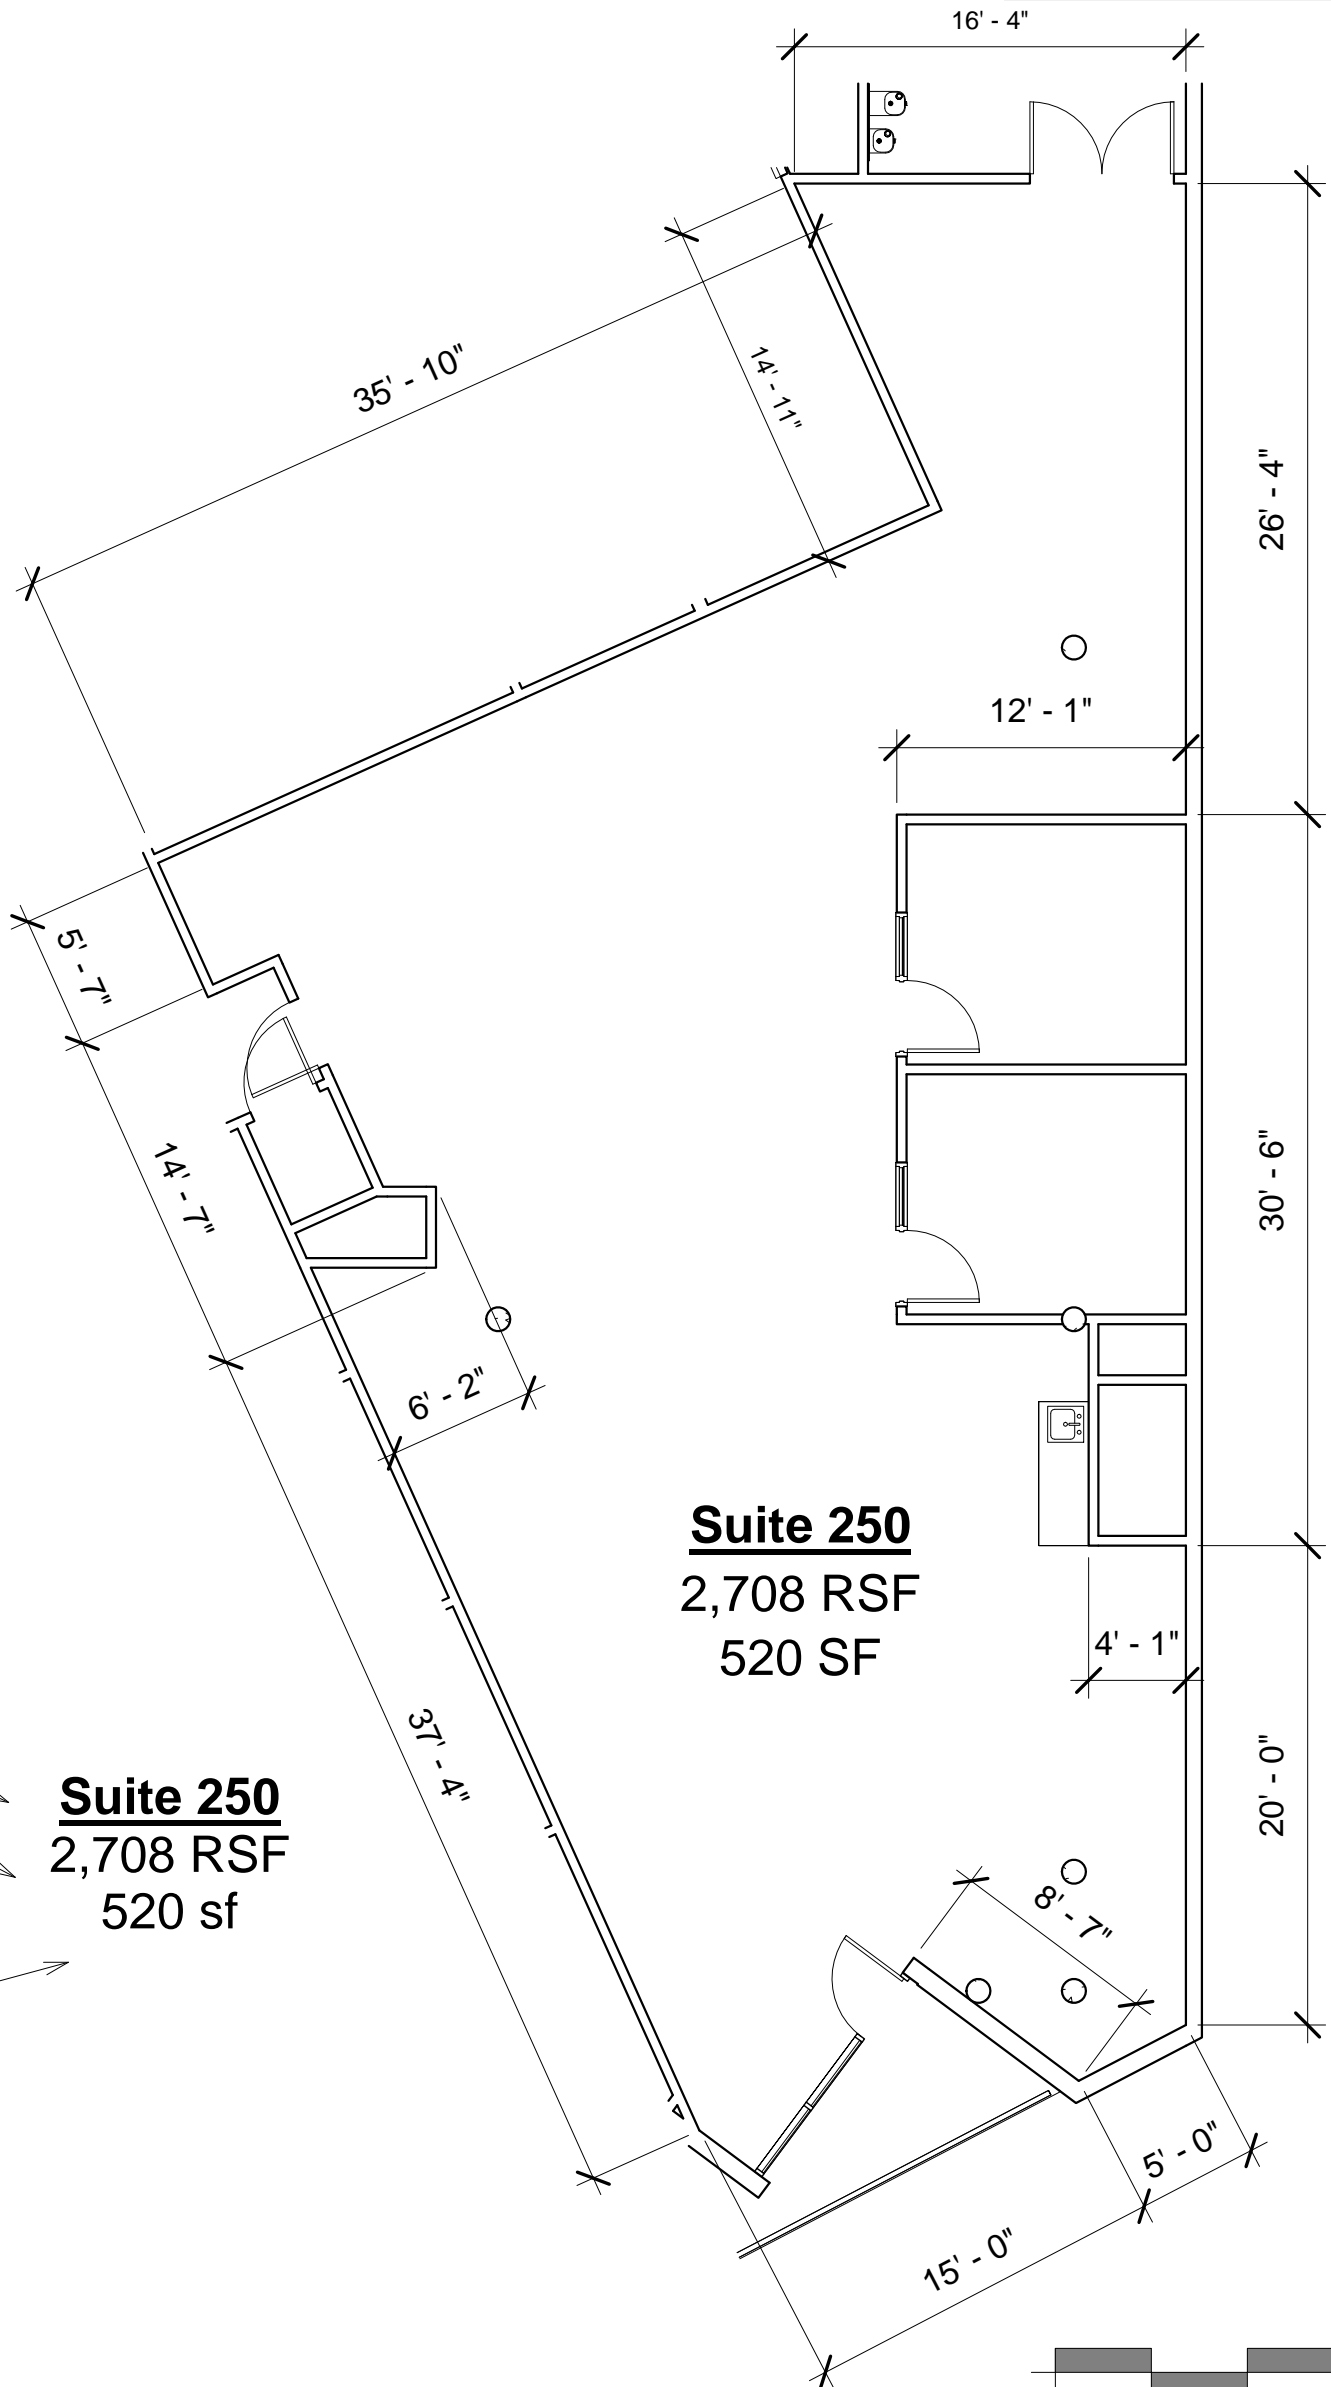 16' - 4"
35' - 10"
14' - 11"
26' - 4"
12' - 1"
5' - 7"
14' - 7"
30' - 6"
6' - 2"
Suite 250
2,708 RSF
520 SF
4' - 1"
37' - 4"
20' - 0"
Suite 250
2,708 RSF
520 sf
8' - 7"
5' - 0"
15' - 0"